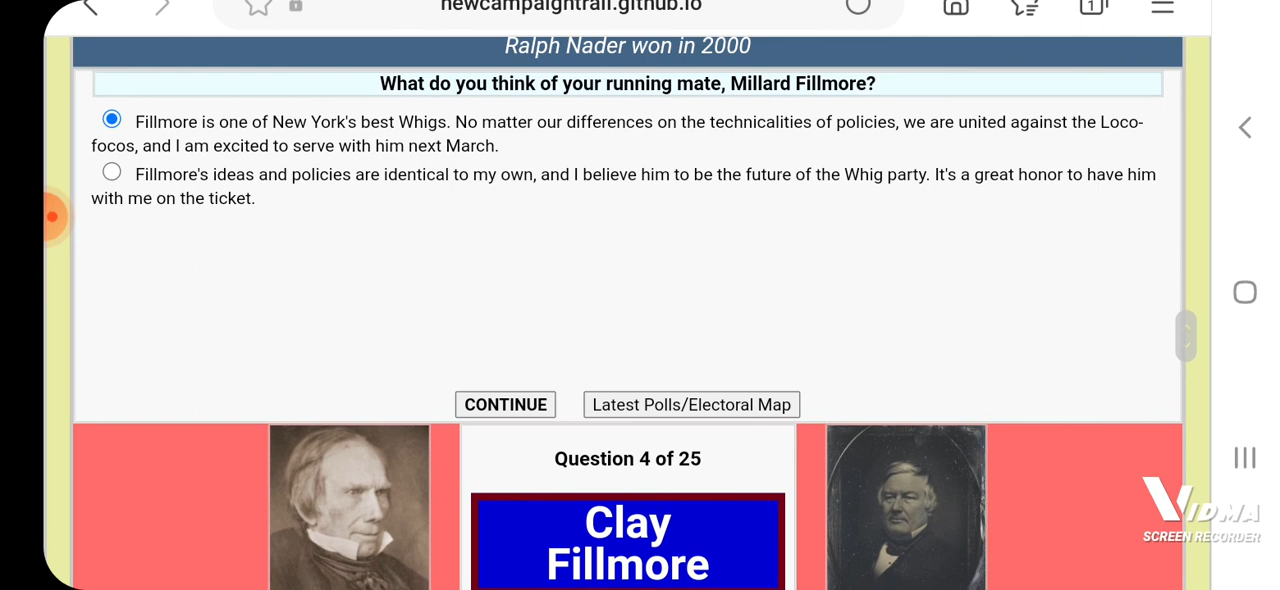 newcampaigntrail.github.io
1
Ralph Nader won in 2000
What do you think of your running mate, Millard Fillmore?
Fillmore is one of New York's best Whigs. No matter our differences on the technicalities of policies, we are united against the Loco-
focos, and I am excited to serve with him next March.
Fillmore's ideas and policies are identical to my own, and I believe him to be the future of the Whig party. It's a great honor to have him
with me on the ticket.
CONTINUE Latest Polls/Electoral Map
Question 4 of 25
Clay
Fillmore
VIDMA
SCREEN RECORDER